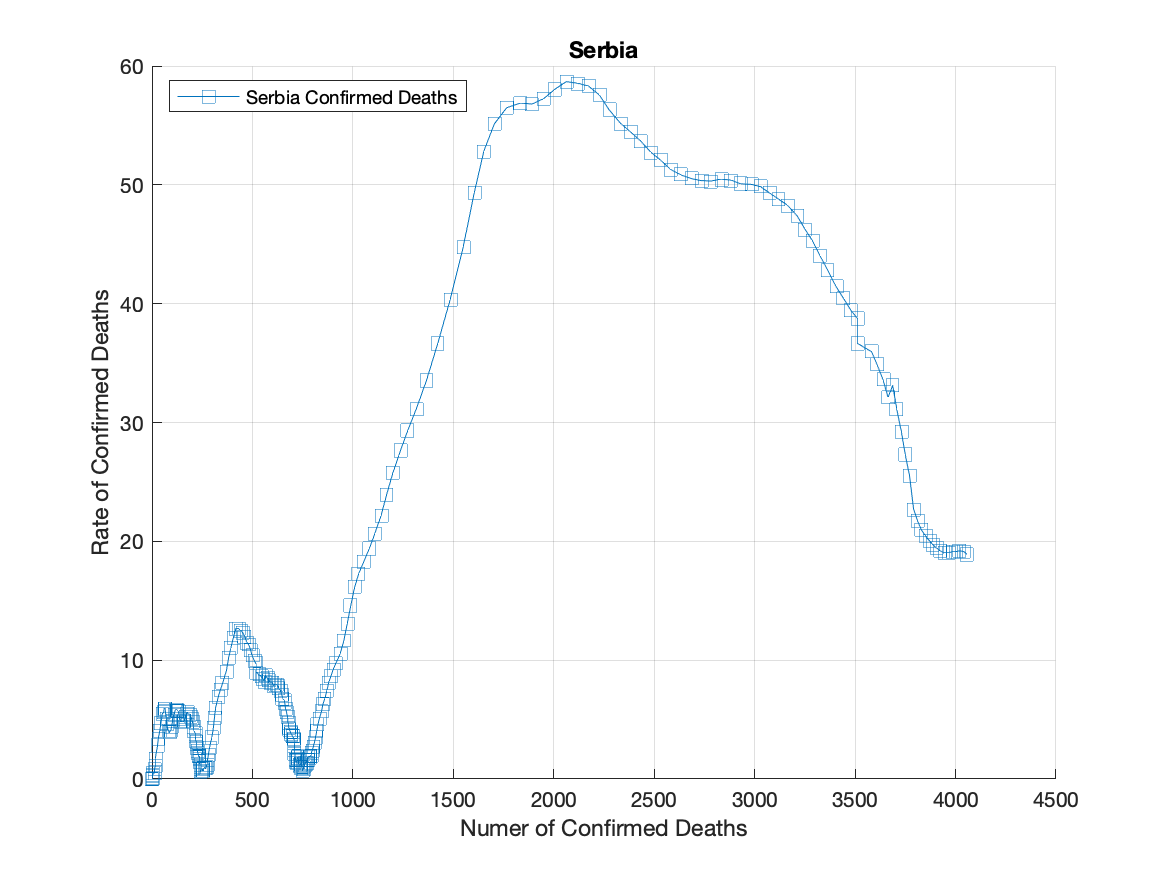 Serbia
Serbia Confirmed Deaths
60
50
40
30
20
10
0
Rate of Confirmed Deaths
0 500 1000 1500 2000 2500 3000 3500 4000 4500
Numer of Confirmed Deaths